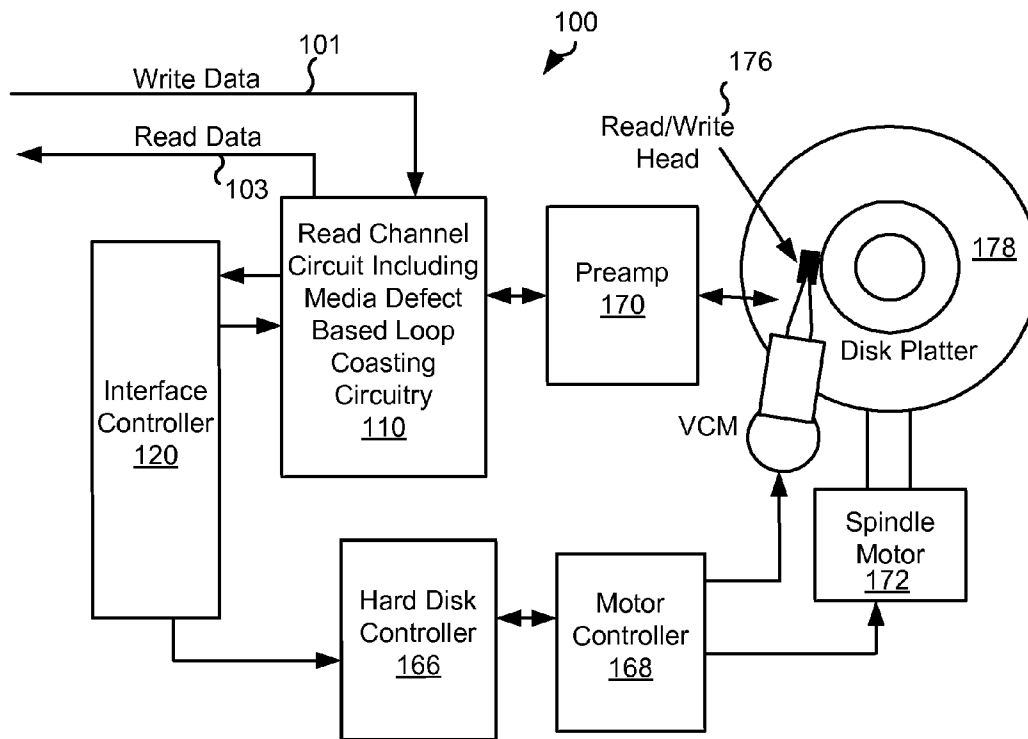 100
101
Write Data
Read Data
103
176
Read/Write
Head
178
Disk Platter
Read Channel
Circuit Including
Media Defect
Based Loop
Coasting
Circuitry
110
Preamp
170
Interface
Controller
120
VCM
Spindle
Motor
172
Hard Disk
Controller
166
Motor
Controller
168